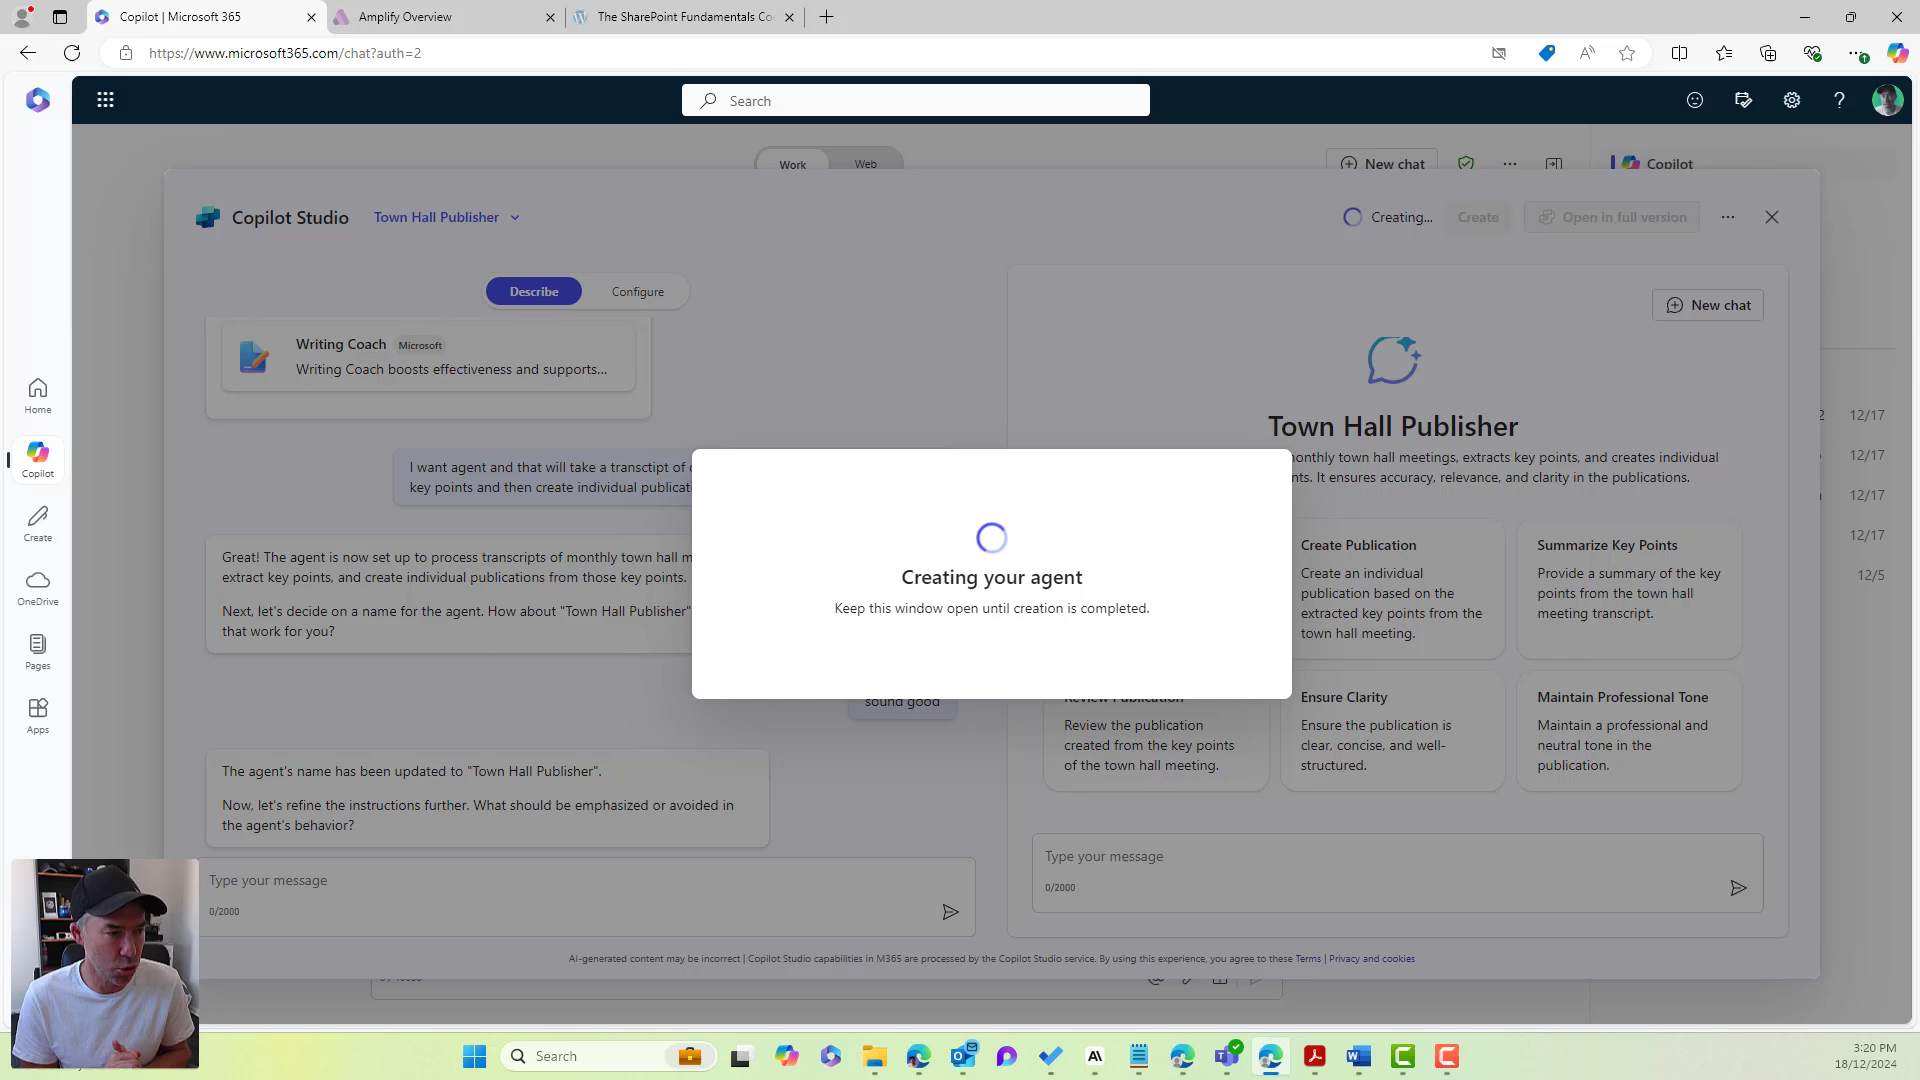 Copilot | Microsoft 365
Amplify Overview
The SharePoint Fundamentals Co
https://www.microsoft365.com/chat?auth=2
Search
Work
Web
New chat
Copilot
Copilot Studio
Town Hall Publisher
Creating...
Create
Open in full version
Describe
Configure
New chat
Writing Coach
Microsoft
Writing Coach boosts effectiveness and supports...
Home
Copilot
Create
OneDrive
Pages
Apps
I want agent and that will take a transctipt of
key points and then create individual publicati
Great! The agent is now set up to process transcripts of monthly town hall m
extract key points, and create individual publications from those key points.
Next, let's decide on a name for the agent. How about "Town Hall Publisher"
that work for you?
sound good
The agent's name has been updated to "Town Hall Publisher".
Now, let's refine the instructions further. What should be emphasized or avoided in
the agent's behavior?
Type your message
0/2000
Creating your agent
Keep this window open until creation is completed.
Town Hall Publisher
monthly town hall meetings, extracts key points, and creates individual
nts. It ensures accuracy, relevance, and clarity in the publications.
Create Publication
Create an individual
publication based on the
extracted key points from the
town hall meeting.
Summarize Key Points
Provide a summary of the key
points from the town hall
meeting transcript.
Review Publication
Review the publication
created from the key points
of the town hall meeting.
Ensure Clarity
Ensure the publication is
clear, concise, and well-
structured.
Maintain Professional Tone
Maintain a professional and
neutral tone in the
publication.
Type your message
0/2000
2 12/17
12/17
12/17
12/17
12/5
AI-generated content may be incorrect | Copilot Studio capabilities in M365 are processed by the Copilot Studio service. By using this experience, you agree to these Terms | Privacy and cookies
Search
3:20 PM
18/12/2024